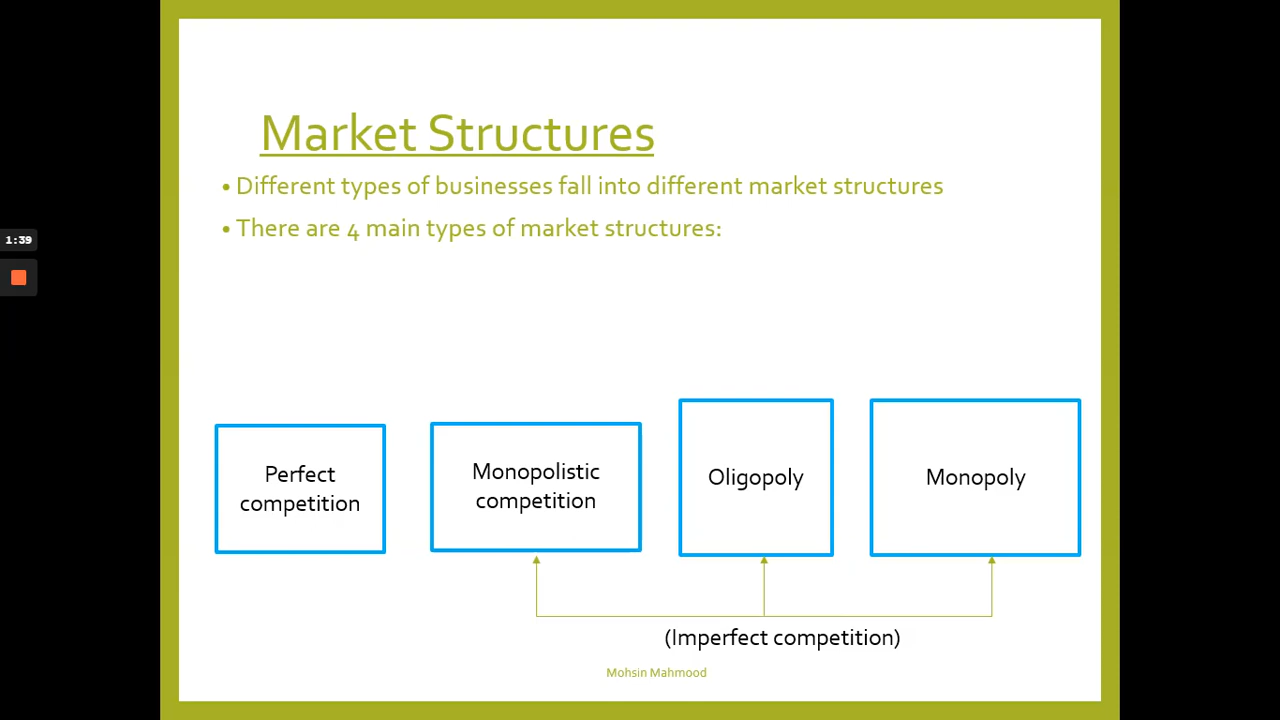 Market Structures
• Different types of businesses fall into different market structures
• There are 4 main types of market structures:
1:39
Perfect
competition
Monopolistic
competition
Oligopoly
Monopoly
(Imperfect competition)
Mohsin Mahmood